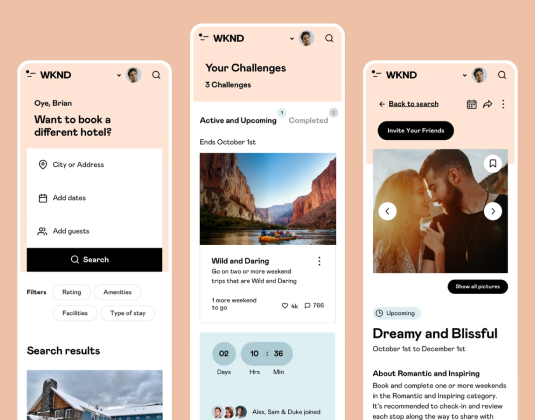 WKND
Oye, Brian
Want to book a
different hotel?
City or Address
Add dates
Add guests
Search
Filters
Rating
Amenities
Facilities
Type of stay
Search results
WKND
Your Challenges
3 Challenges
Active and Upcoming
1
Completed
Ends October 1st
Wild and Daring
Go on two or more weekend
trips that are Wild and Daring
1 more weekend
to go
4k
766
02
10 : 36
Days
Hrs
Min
Alex, Sam & Duke joined
WKND
Back to search
Invite Your Friends
Show all pictures
Upcoming
Dreamy and Blissful
October 1st to December 1st
About Romantic and Inspiring
Book and complete one or more weekends
in the Romantic and Inspiring category.
It's recommended to check-in and review
each stop along the way to share with